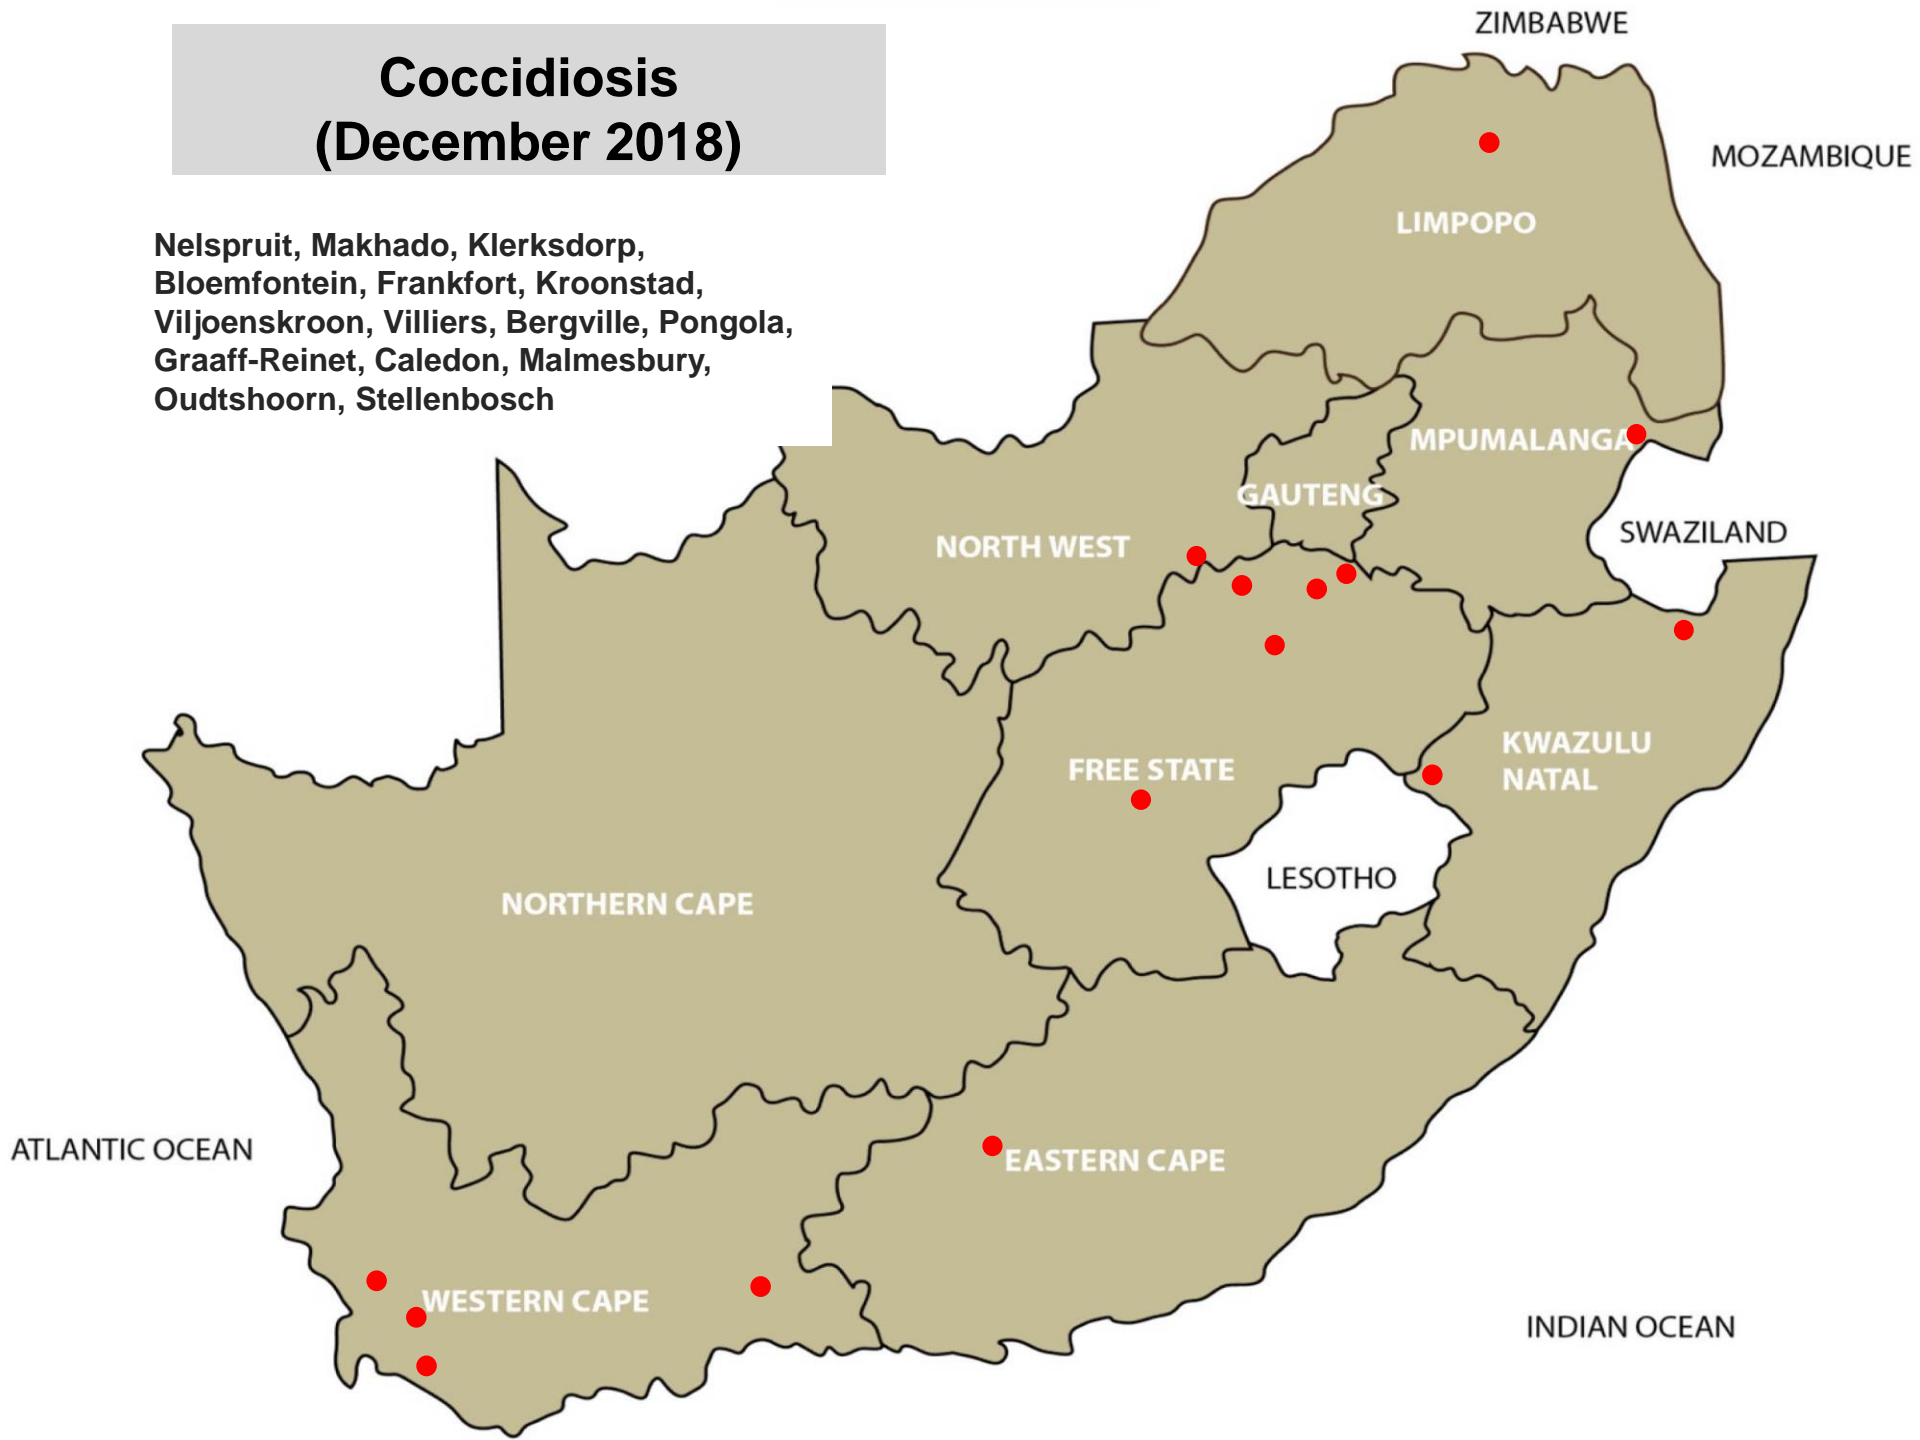 Coccidiosis
(December 2018)
Nelspruit, Makhado, Klerksdorp,
Bloemfontein, Frankfort, Kroonstad,
Viljoenskroon, Villiers, Bergville, Pongola,
Graaff-Reinet, Caledon, Malmesbury,
Oudtshoorn, Stellenbosch
ZIMBABWE
MOZAMBIQUE
LIMPOPO
MPUMALANGA
GAUTENG
NORTH WEST
SWAZILAND
KWAZULU
NATAL
FREE STATE
LESOTHO
NORTHERN CAPE
ATLANTIC OCEAN
EASTERN CAPE
WESTERN CAPE
INDIAN OCEAN